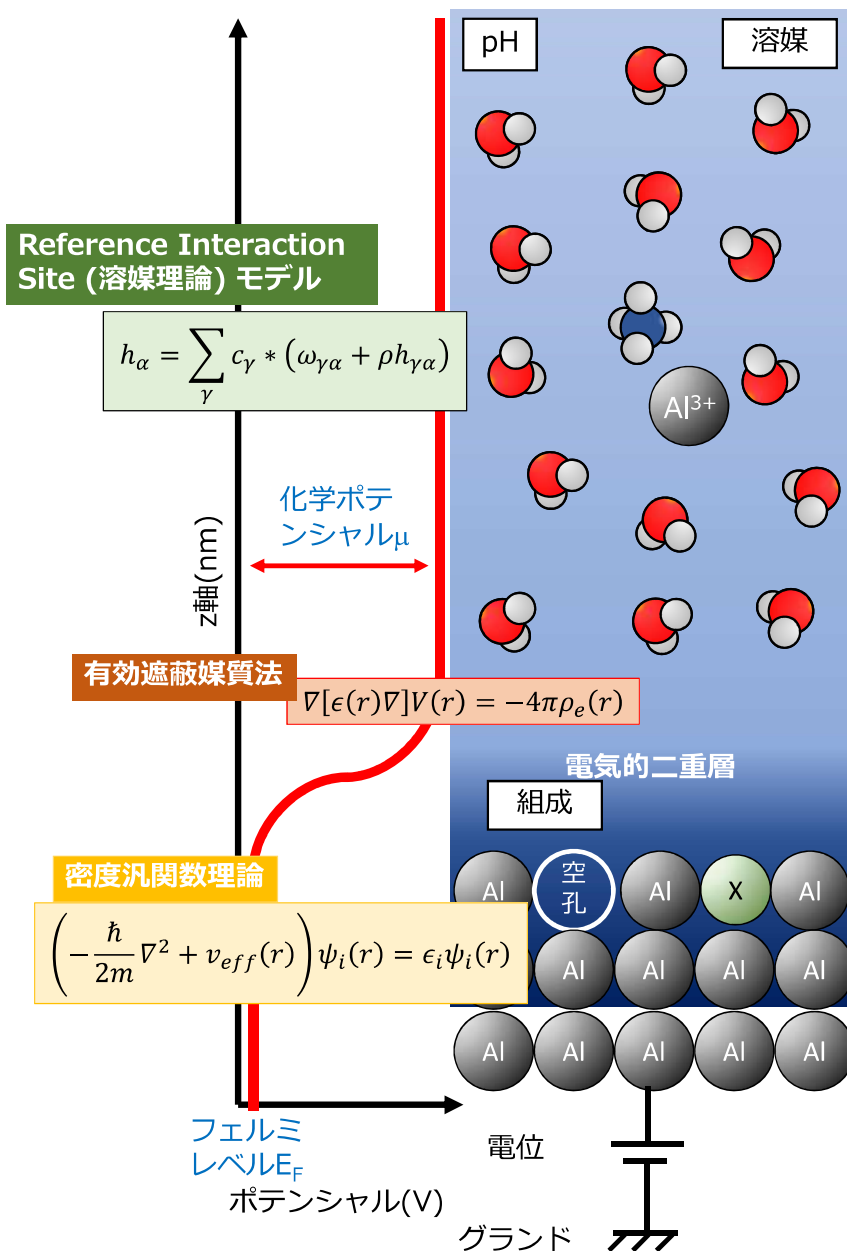 pH
溶媒
Reference Interaction
Site (溶媒理論) モデル
h_α = ∑_γ c_γ * (ω_γα + ρh_γα)
Al³⁺
化学ポテ
ンシャルμ
z軸(nm)
有効遮蔽媒質法
∇[ϵ(r)∇]V(r) = −4πρ_e(r)
電気的二重層
組成
密度汎関数理論
Al
空
孔
Al
X
Al
(−ℏ/2m ∇² + v_eff(r)) ψ_i(r) = ϵ_iψ_i(r)
Al
Al
Al
Al
Al
Al
Al
Al
Al
フェルミ
レベルE_F
電位
ポテンシャル(V)
グランド